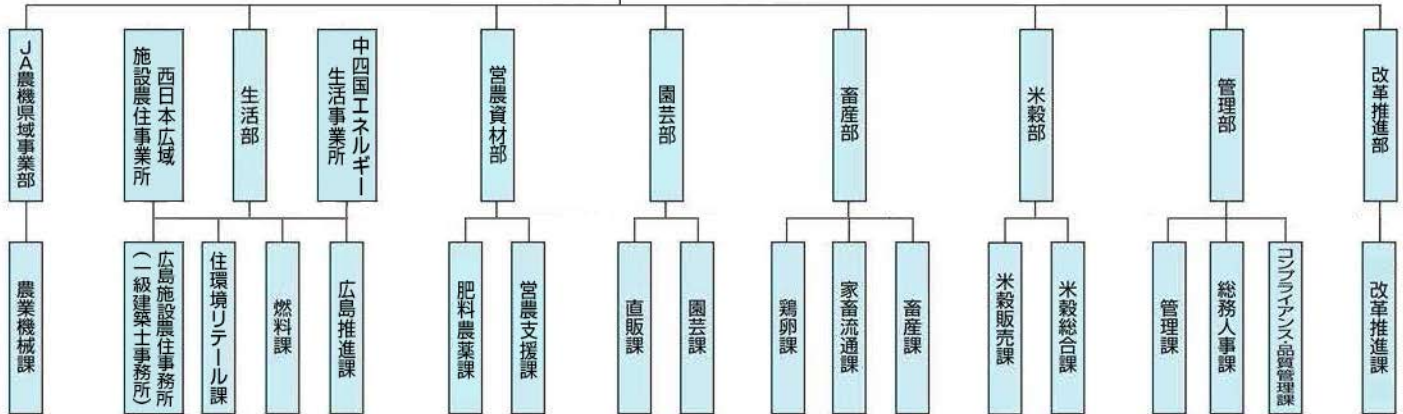 改革推進部
管理部
米穀部
畜産部
園芸部
営農資材部
中四国エネルギー
生活事業所
生活部
西日本広域
施設農住事業所
JA農機県域事業部
改革推進課
コンプライアンス・品質管理課
総務人事課
管理課
米穀総合課
米穀販売課
畜産課
家畜流通課
鶏卵課
園芸課
直販課
営農支援課
肥料農薬課
広島推進課
燃料課
住環境リテール課
広島施設農住事務所
(一級建築士事務所)
農業機械課